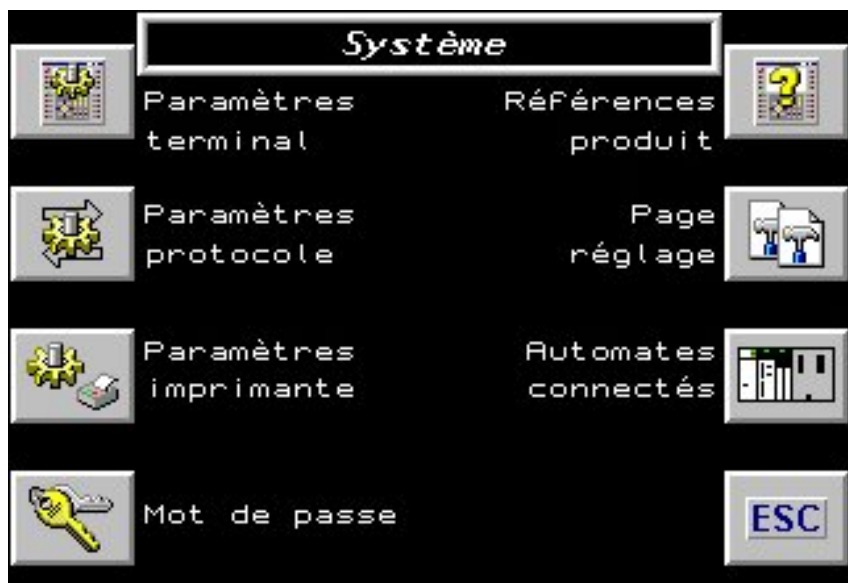 Système
Paramètres
terminal
Références
produit
Paramètres
protocole
Page
réglage
Paramètres
imprimante
Automates
connectés
Mot de passe
ESC